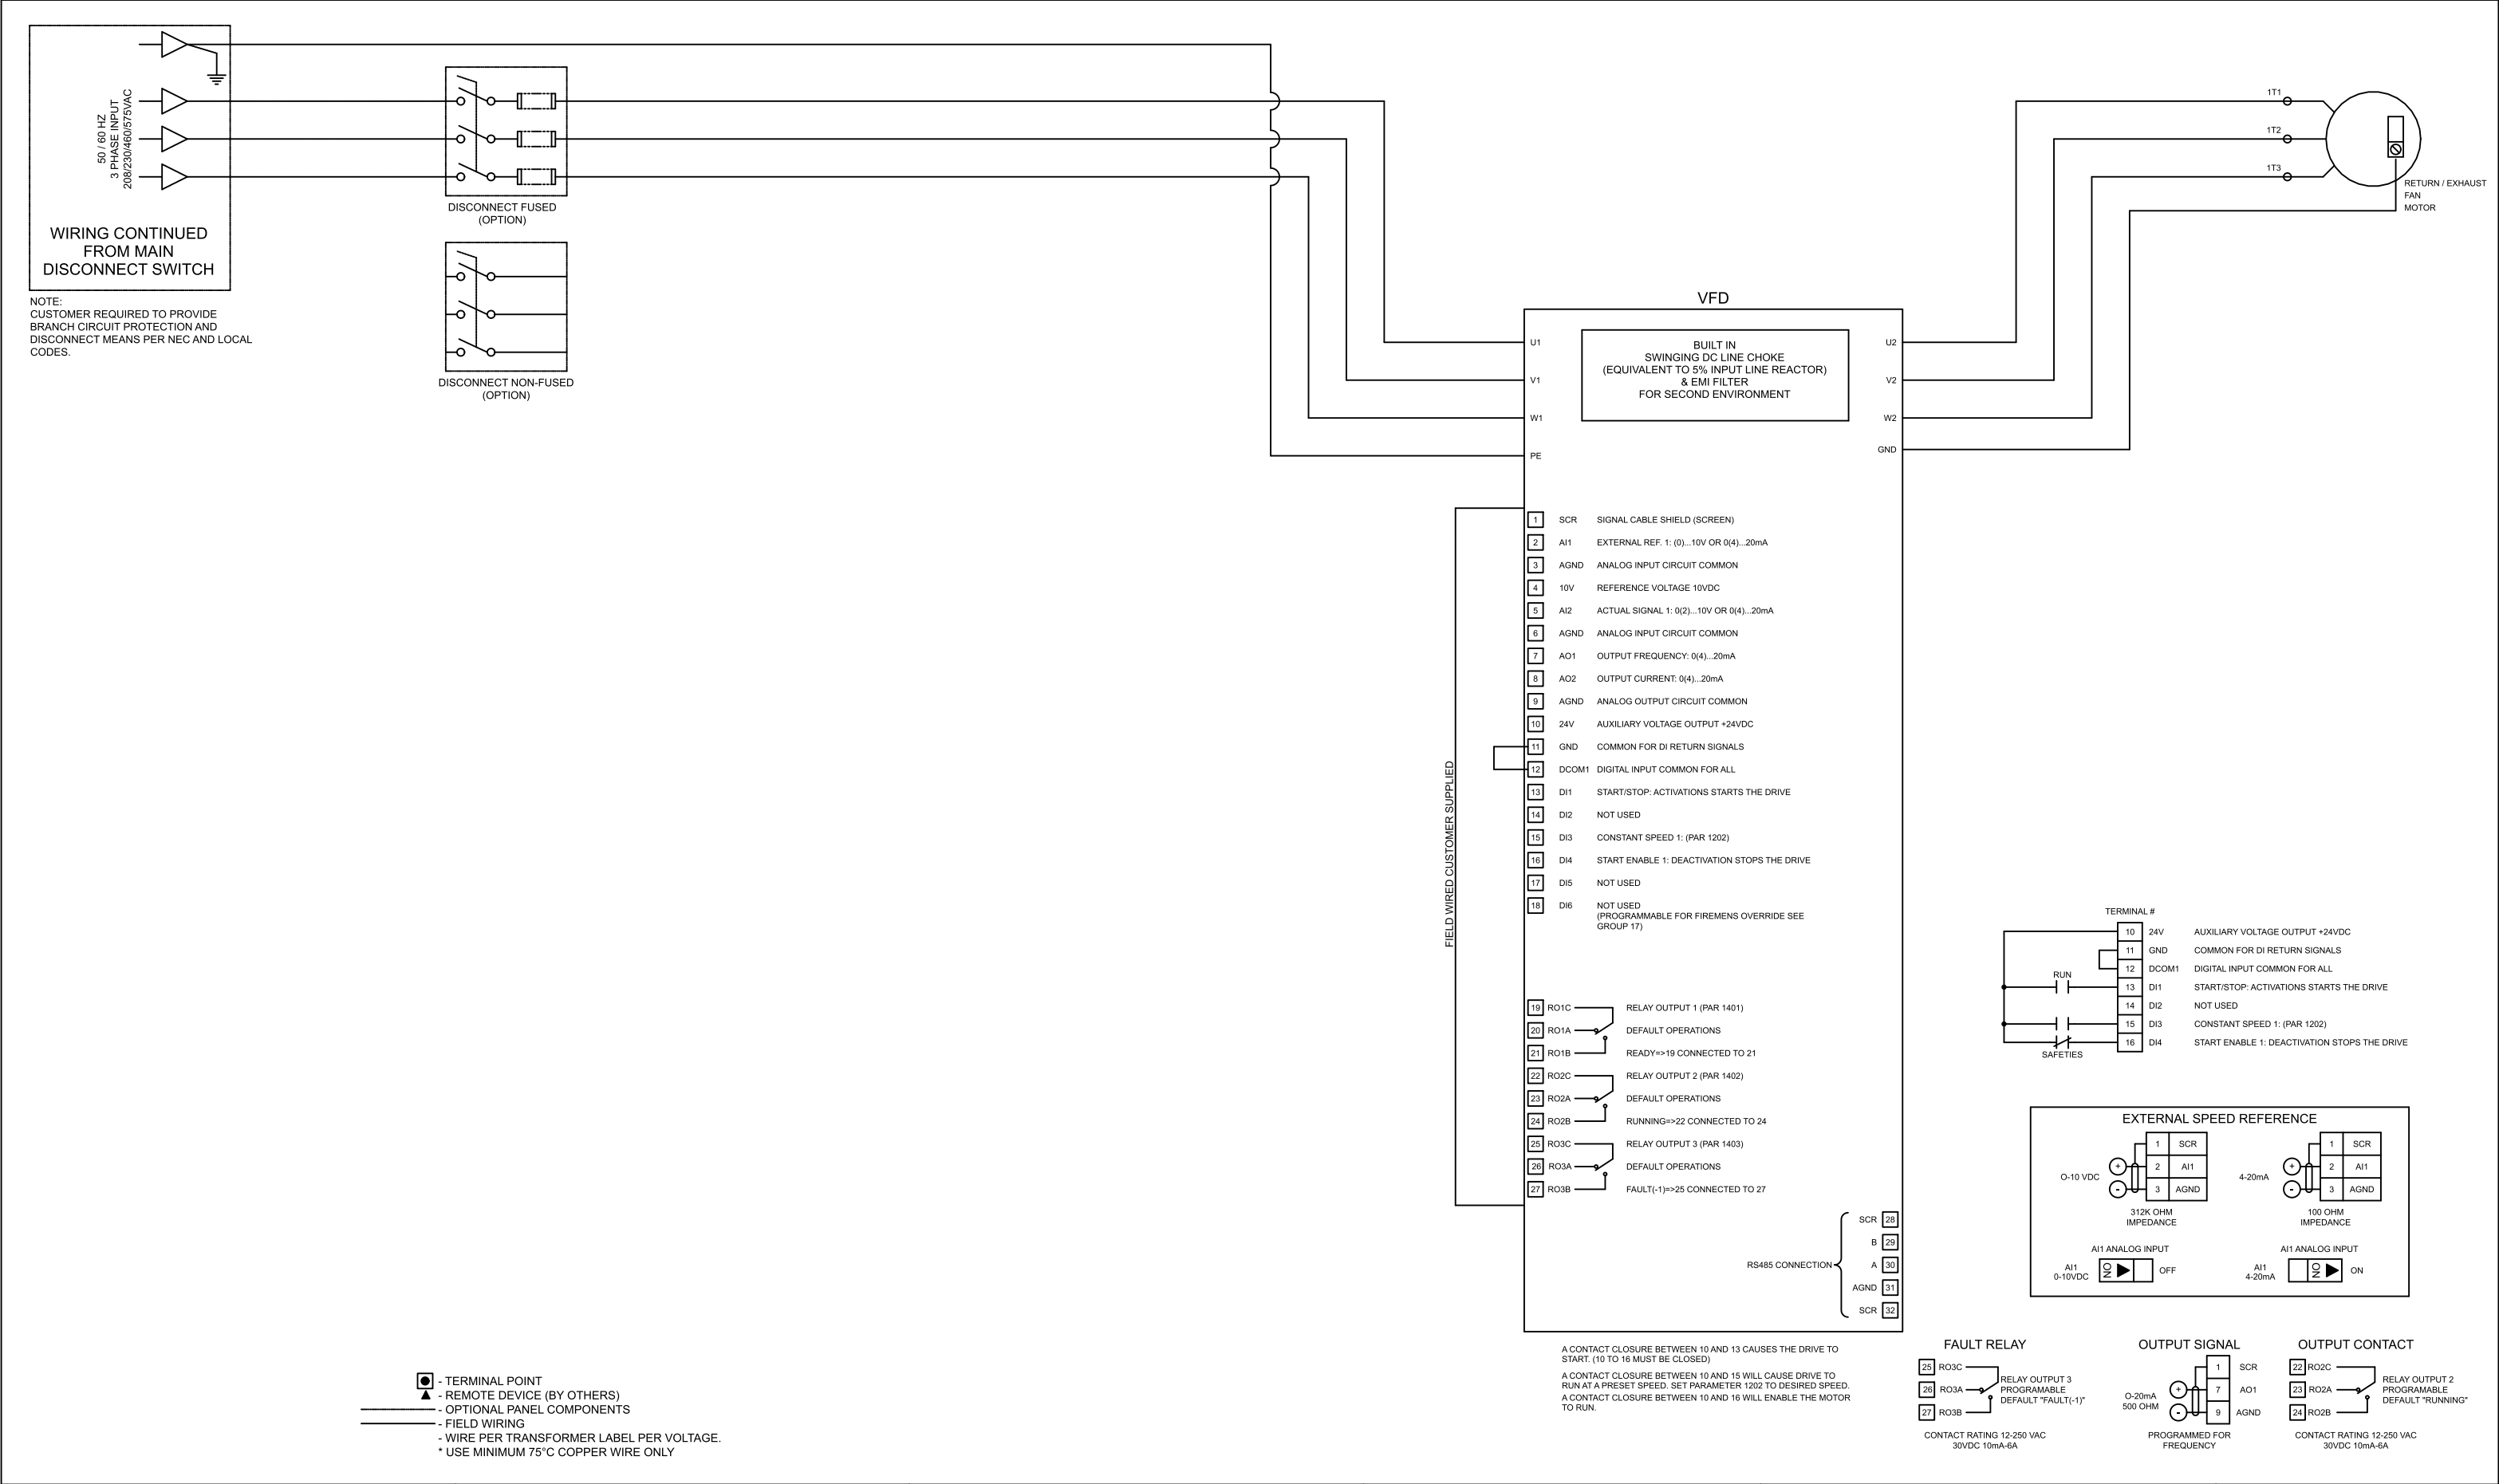 50 / 60 HZ
3 PHASE INPUT
208/230/460/575VAC
WIRING CONTINUED
FROM MAIN
DISCONNECT SWITCH
NOTE:
CUSTOMER REQUIRED TO PROVIDE
BRANCH CIRCUIT PROTECTION AND
DISCONNECT MEANS PER NEC AND LOCAL
CODES.
DISCONNECT FUSED
(OPTION)
DISCONNECT NON-FUSED
(OPTION)
1T1
1T2
1T3
RETURN / EXHAUST
FAN
MOTOR
VFD
BUILT IN
SWINGING DC LINE CHOKE
(EQUIVALENT TO 5% INPUT LINE REACTOR)
& EMI FILTER
FOR SECOND ENVIRONMENT
U1
V1
W1
PE
U2
V2
W2
GND
FIELD WIRED CUSTOMER SUPPLIED
1 SCR SIGNAL CABLE SHIELD (SCREEN)
2 AI1 EXTERNAL REF. 1: (0)...10V OR 0(4)...20mA
3 AGND ANALOG INPUT CIRCUIT COMMON
4 10V REFERENCE VOLTAGE 10VDC
5 AI2 ACTUAL SIGNAL 1: 0(2)...10V OR 0(4)...20mA
6 AGND ANALOG INPUT CIRCUIT COMMON
7 AO1 OUTPUT FREQUENCY: 0(4)...20mA
8 AO2 OUTPUT CURRENT: 0(4)...20mA
9 AGND ANALOG OUTPUT CIRCUIT COMMON
10 24V AUXILIARY VOLTAGE OUTPUT +24VDC
11 GND COMMON FOR DI RETURN SIGNALS
12 DCOM1 DIGITAL INPUT COMMON FOR ALL
13 DI1 START/STOP: ACTIVATIONS STARTS THE DRIVE
14 DI2 NOT USED
15 DI3 CONSTANT SPEED 1: (PAR 1202)
16 DI4 START ENABLE 1: DEACTIVATION STOPS THE DRIVE
17 DI5 NOT USED
18 DI6 NOT USED
(PROGRAMMABLE FOR FIREMENS OVERRIDE SEE
GROUP 17)
19 RO1C RELAY OUTPUT 1 (PAR 1401)
20 RO1A DEFAULT OPERATIONS
21 RO1B READY=>19 CONNECTED TO 21
22 RO2C RELAY OUTPUT 2 (PAR 1402)
23 RO2A DEFAULT OPERATIONS
24 RO2B RUNNING=>22 CONNECTED TO 24
25 RO3C RELAY OUTPUT 3 (PAR 1403)
26 RO3A DEFAULT OPERATIONS
27 RO3B FAULT(-1)=>25 CONNECTED TO 27
RS485 CONNECTION
SCR 28
B 29
A 30
AGND 31
SCR 32
A CONTACT CLOSURE BETWEEN 10 AND 13 CAUSES THE DRIVE TO
START. (10 TO 16 MUST BE CLOSED)
A CONTACT CLOSURE BETWEEN 10 AND 15 WILL CAUSE DRIVE TO
RUN AT A PRESET SPEED. SET PARAMETER 1202 TO DESIRED SPEED.
A CONTACT CLOSURE BETWEEN 10 AND 16 WILL ENABLE THE MOTOR
TO RUN.
TERMINAL #
10 24V AUXILIARY VOLTAGE OUTPUT +24VDC
11 GND COMMON FOR DI RETURN SIGNALS
12 DCOM1 DIGITAL INPUT COMMON FOR ALL
RUN
13 DI1 START/STOP: ACTIVATIONS STARTS THE DRIVE
14 DI2 NOT USED
15 DI3 CONSTANT SPEED 1: (PAR 1202)
16 DI4 START ENABLE 1: DEACTIVATION STOPS THE DRIVE
SAFETIES
EXTERNAL SPEED REFERENCE
O-10 VDC
+
-
1 SCR
2 AI1
3 AGND
312K OHM
IMPEDANCE
4-20mA
+
-
1 SCR
2 AI1
3 AGND
100 OHM
IMPEDANCE
AI1 ANALOG INPUT
AI1
0-10VDC
ON
OFF
AI1 ANALOG INPUT
AI1
4-20mA
ON
ON
FAULT RELAY
25 RO3C
26 RO3A
27 RO3B
RELAY OUTPUT 3
PROGRAMABLE
DEFAULT "FAULT(-1)"
CONTACT RATING 12-250 VAC
30VDC 10mA-6A
OUTPUT SIGNAL
O-20mA
500 OHM
+
-
1 SCR
7 AO1
9 AGND
PROGRAMMED FOR
FREQUENCY
OUTPUT CONTACT
22 RO2C
23 RO2A
24 RO2B
RELAY OUTPUT 2
PROGRAMABLE
DEFAULT "RUNNING"
CONTACT RATING 12-250 VAC
30VDC 10mA-6A
- TERMINAL POINT
- REMOTE DEVICE (BY OTHERS)
- OPTIONAL PANEL COMPONENTS
- FIELD WIRING
- WIRE PER TRANSFORMER LABEL PER VOLTAGE.
* USE MINIMUM 75°C COPPER WIRE ONLY